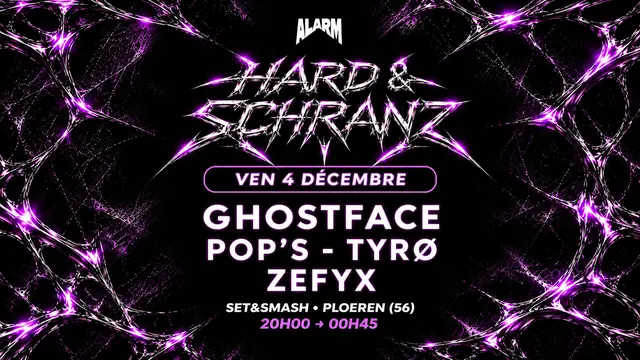 ALARM
HARD &
SCHRANZ
VEN 4 DÉCEMBRE
GHOSTFACE
POP'S - TYRØ
ZEFYX
SET&SMASH • PLOEREN (56)
20H00 → 00H45